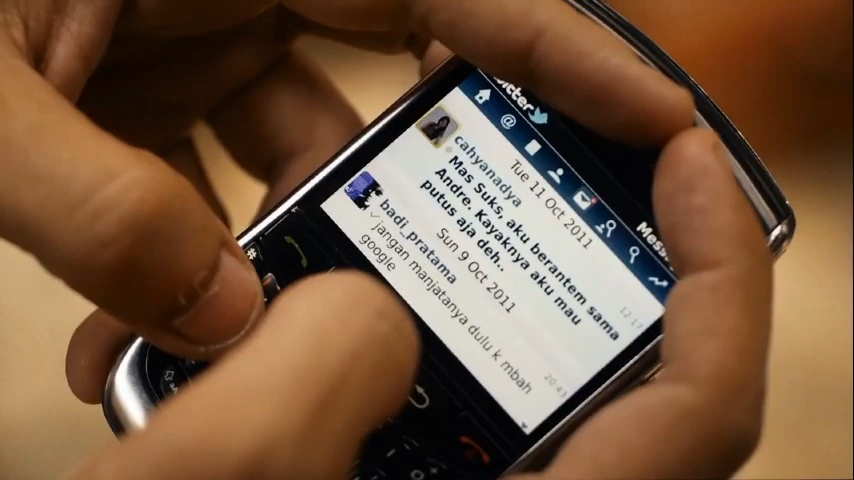 Tue 11 Oct 2011
cahyanadya
Mas Suks, aku berantem sama
Andre. Kayaknya aku mau
putus aja deh..
12:17
Sun 9 Oct 2011
badi_pratama
jangan manjatanya dulu k mbah
google
20:43